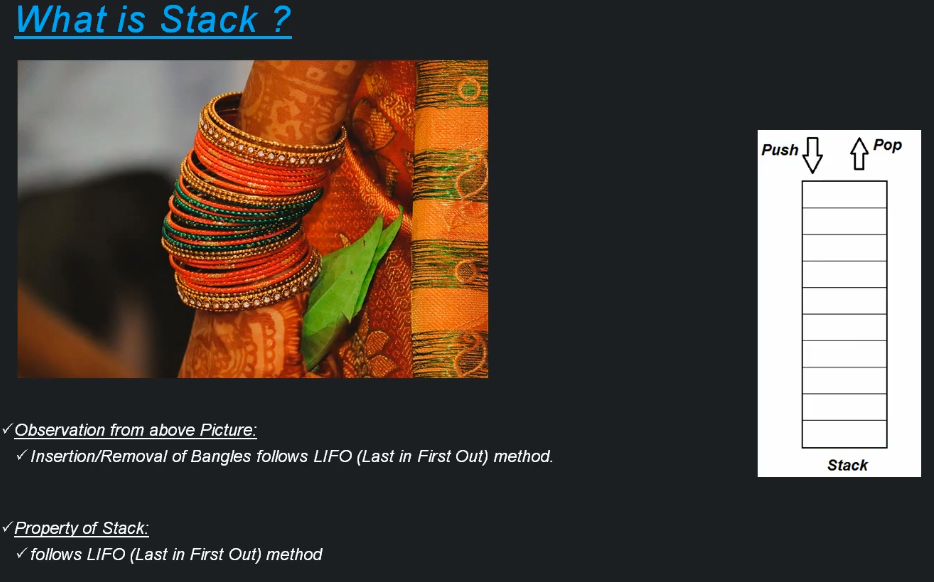 What is Stack ?
Push
Pop
Stack
✓Observation from above Picture:
✓Insertion/Removal of Bangles follows LIFO (Last in First Out) method.
✓Property of Stack:
✓follows LIFO (Last in First Out) method